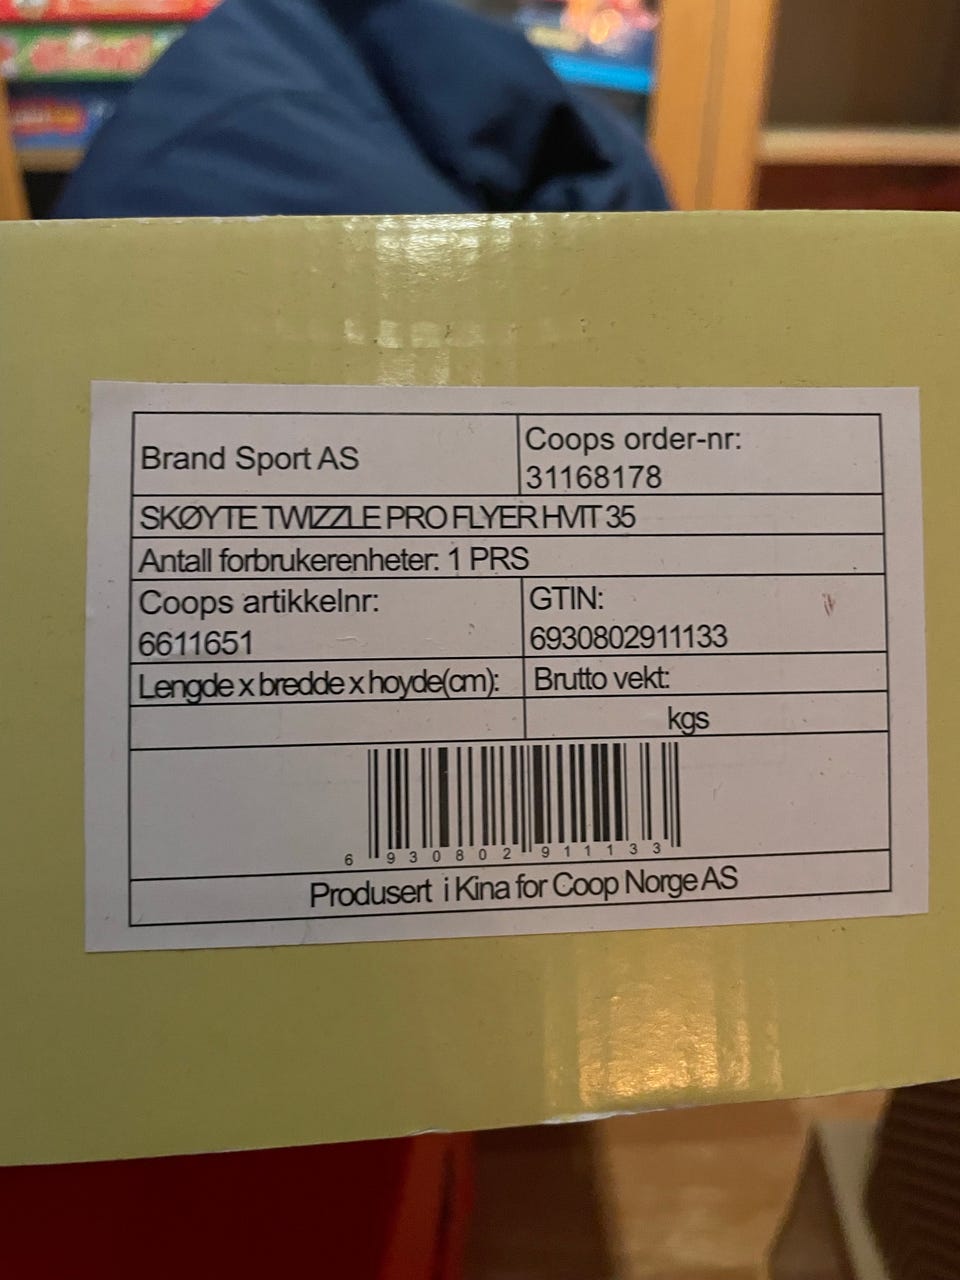 Brand Sport AS
Coops order-nr:
31168178
SKØYTE TWIZZLE PRO FLYER HVIT 35
Antall forbrukerenheter: 1 PRS
Coops artikkelnr:
6611651
GTIN:
6930802911133
Lengde x bredde x hoyde(cm):
Brutto vekt:
kgs
6 930802 911133
Produsert i Kina for Coop Norge AS